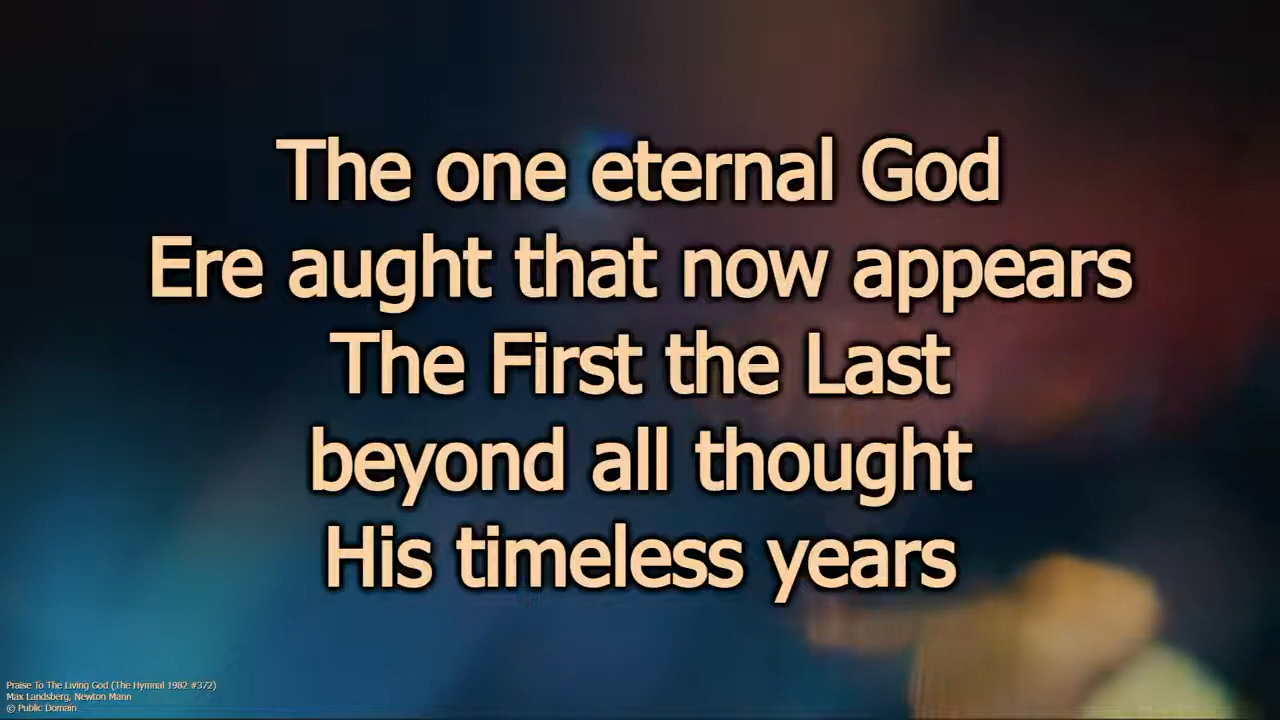 The one eternal God
Ere aught that now appears
The First the Last
beyond all thought
His timeless years
Praise To The Living God (The Hymnal 1982 #372)
Max Landsberg, Newton Mann
© Public Domain